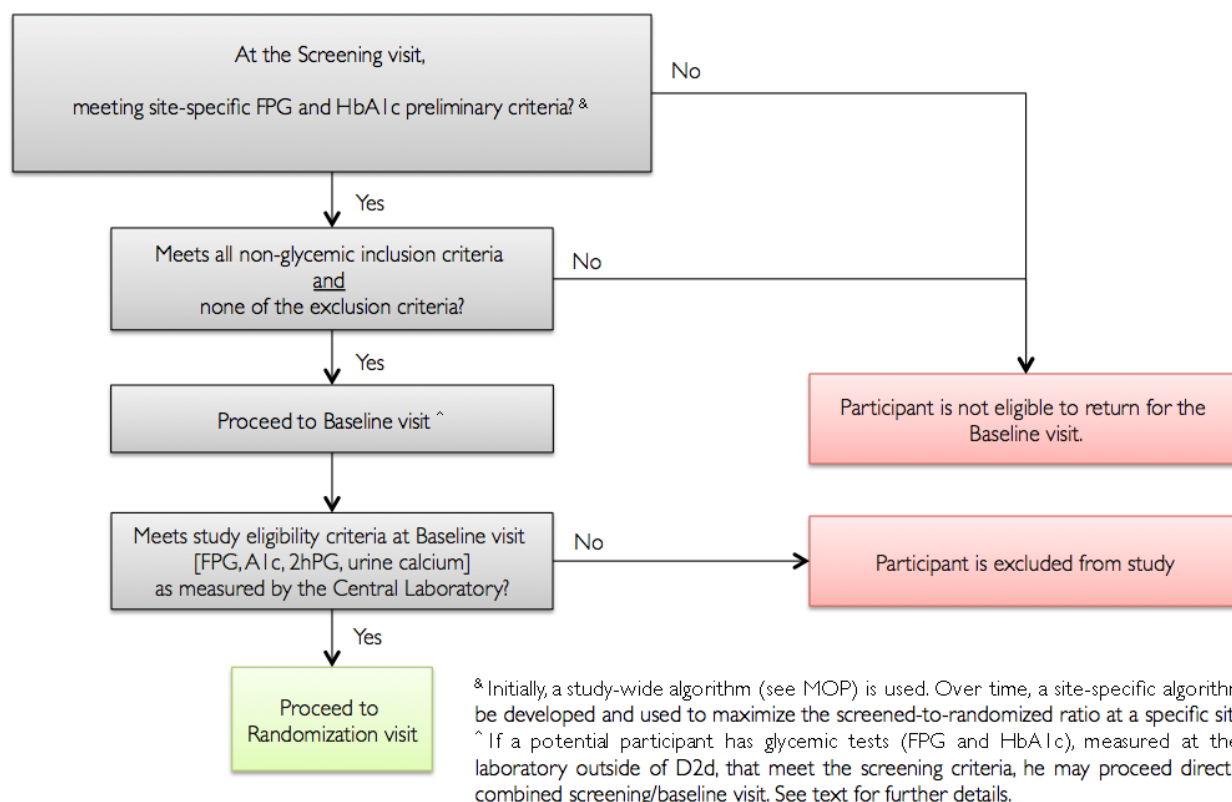 At the Screening visit,
meeting site-specific FPG and HbA1c preliminary criteria? &
No
Yes
Meets all non-glycemic inclusion criteria
and
none of the exclusion criteria?
No
Yes
Proceed to Baseline visit ^
Participant is not eligible to return for the
Baseline visit.
Meets study eligibility criteria at Baseline visit
[FPG, A1c, 2hPG, urine calcium]
as measured by the Central Laboratory?
No
Participant is excluded from study
Yes
Proceed to
Randomization visit
& Initially, a study-wide algorithm (see MOP) is used. Over time, a site-specific algorithm
be developed and used to maximize the screened-to-randomized ratio at a specific sit
^ If a potential participant has glycemic tests (FPG and HbA1c), measured at the
laboratory outside of D2d, that meet the screening criteria, he may proceed direct
combined screening/baseline visit. See text for further details.